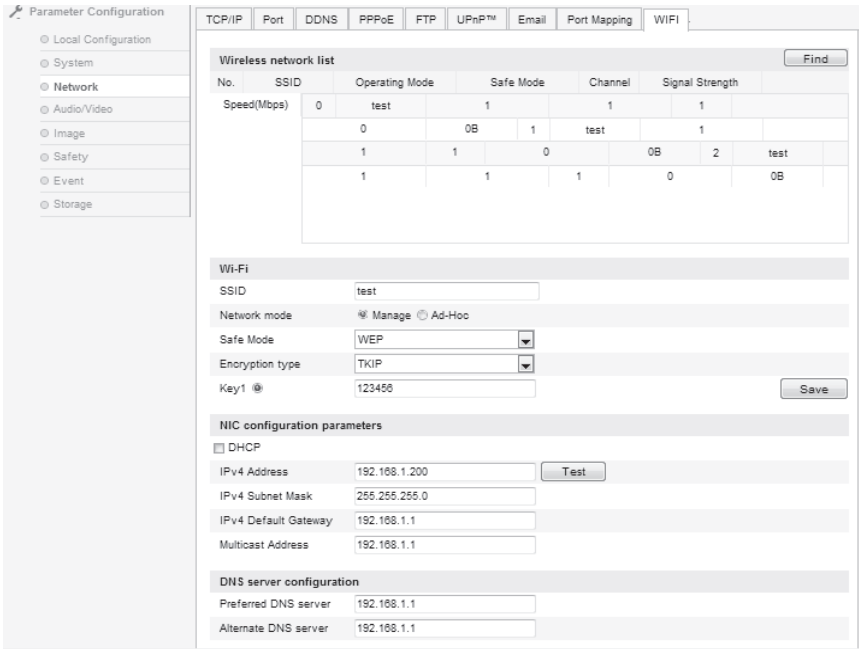 Parameter Configuration
Local Configuration
System
Network
Audio/Video
Image
Safety
Event
Storage
TCP/IP Port DDNS PPPoE FTP UPnP™ Email Port Mapping WIFI
Wireless network list Find
No. SSID Operating Mode Safe Mode Channel Signal Strength
Speed(Mbps) 0 test 1 1 1
0 0B 1 test 1
1 1 0 0B 2 test
1 1 1 0 0B
Wi-Fi
SSID test
Network mode Manage Ad-Hoc
Safe Mode WEP
Encryption type TKIP
Key1 123456 Save
NIC configuration parameters
DHCP
IPv4 Address 192.168.1.200 Test
IPv4 Subnet Mask 255.255.255.0
IPv4 Default Gateway 192.168.1.1
Multicast Address 192.168.1.1
DNS server configuration
Preferred DNS server 192.168.1.1
Alternate DNS server 192.168.1.1